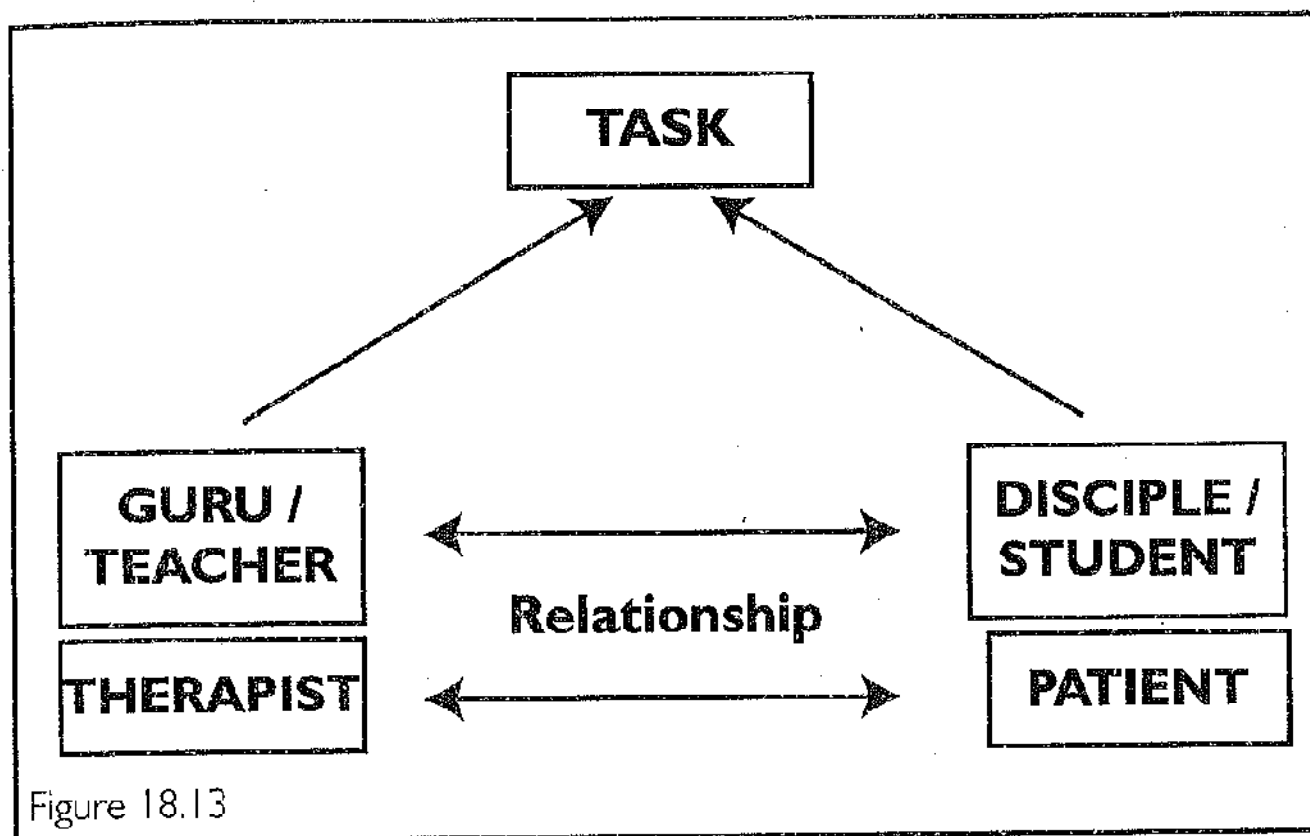 TASK
GURU /
TEACHER
DISCIPLE /
STUDENT
Relationship
THERAPIST
PATIENT
Figure 18.13